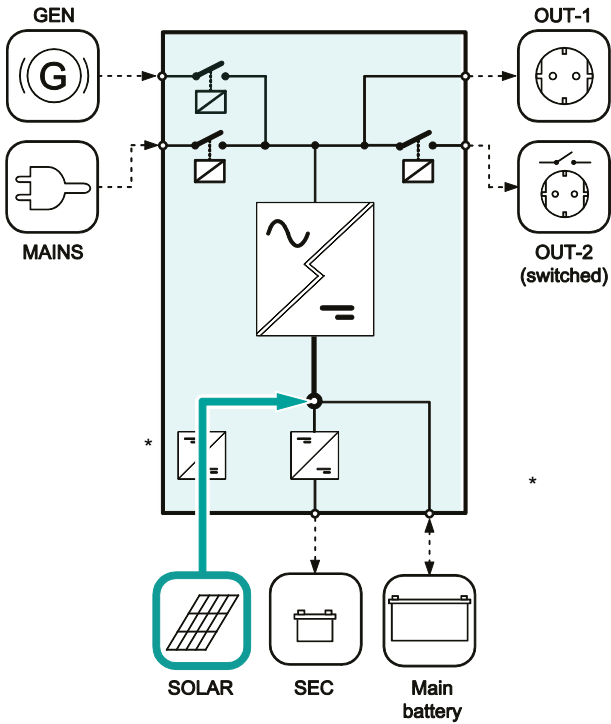 GEN
OUT-1
G
MAINS
OUT-2
(switched)
*
*
SOLAR
SEC
Main
battery